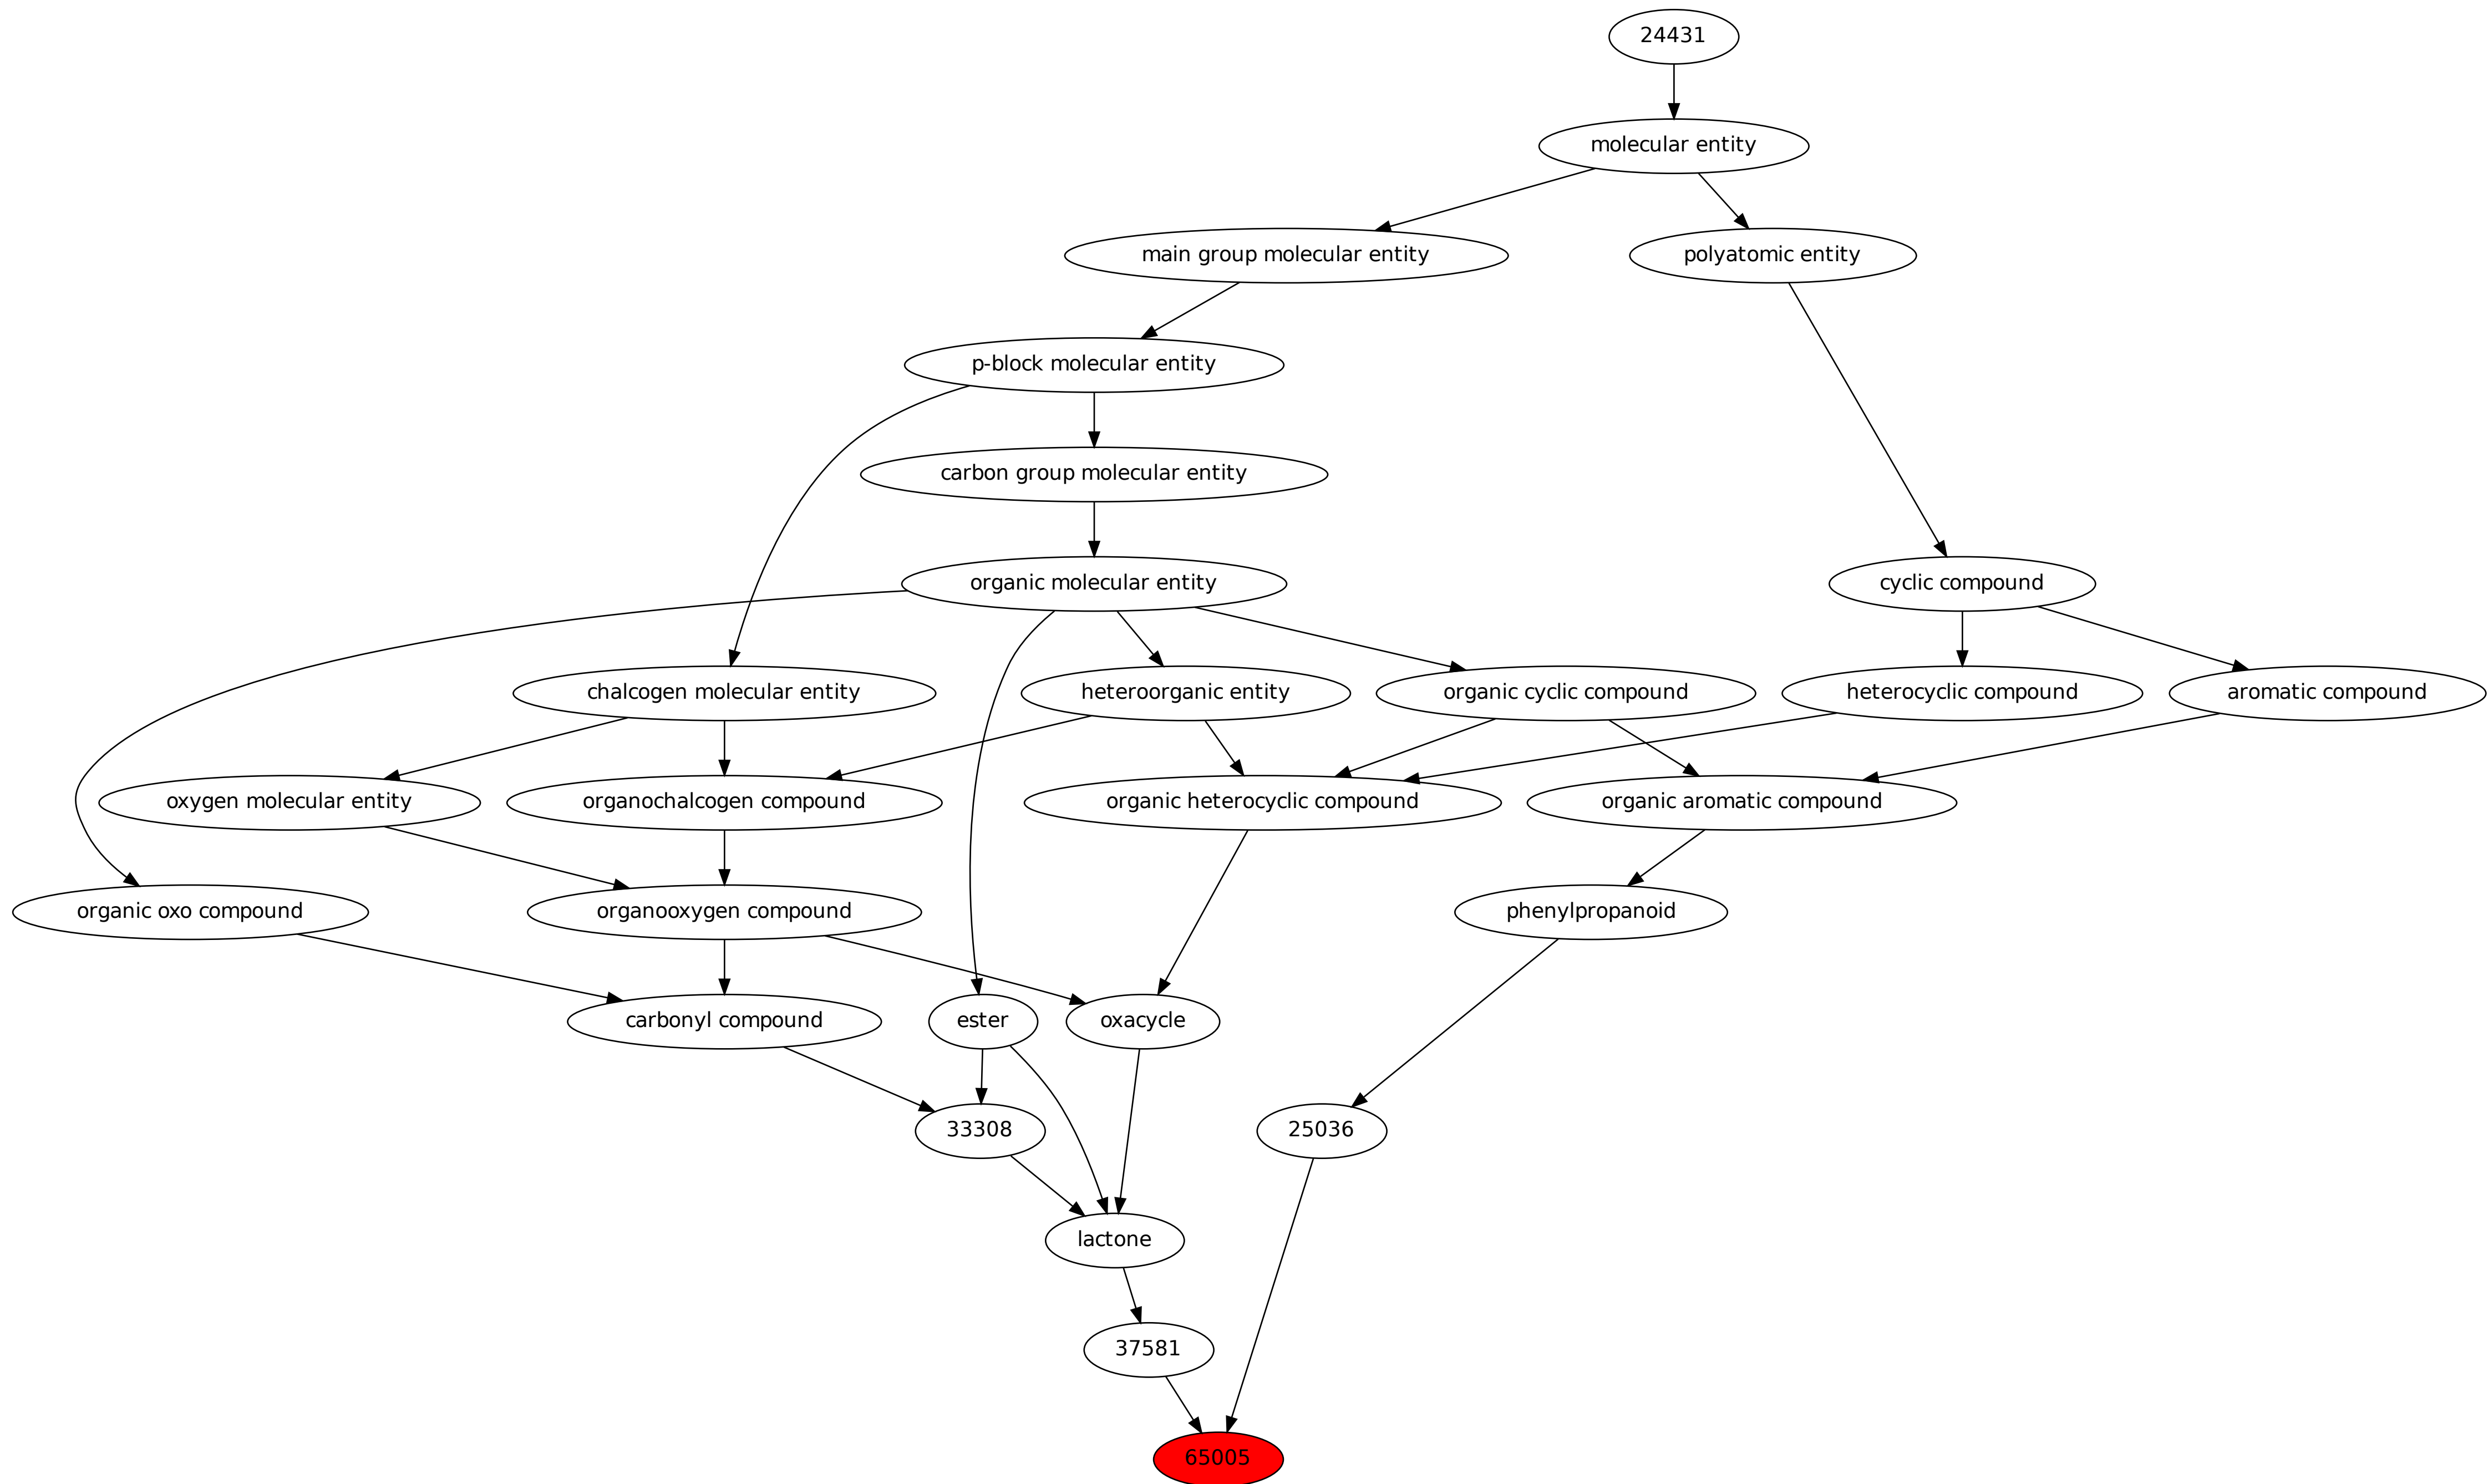 24431
molecular entity
main group molecular entity
polyatomic entity
p-block molecular entity
carbon group molecular entity
organic molecular entity
cyclic compound
chalcogen molecular entity
heteroorganic entity
organic cyclic compound
heterocyclic compound
aromatic compound
oxygen molecular entity
organochalcogen compound
organic heterocyclic compound
organic aromatic compound
organic oxo compound
organooxygen compound
phenylpropanoid
carbonyl compound
ester
oxacycle
33308
25036
lactone
37581
65005